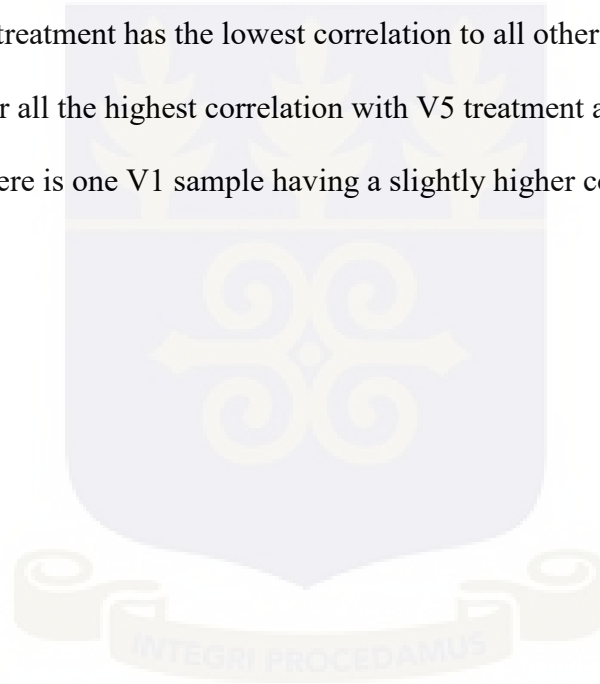 treatment has the lowest correlation to all other
r all the highest correlation with V5 treatment
ere is one V1 sample having a slightly higher
INTEGRI PROCEDAMUS